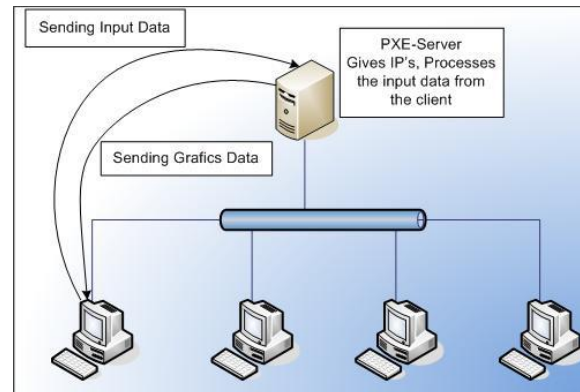 Sending Input Data
PXE-Server
Gives IP's, Processes
the input data from
the client
Sending Grafics Data